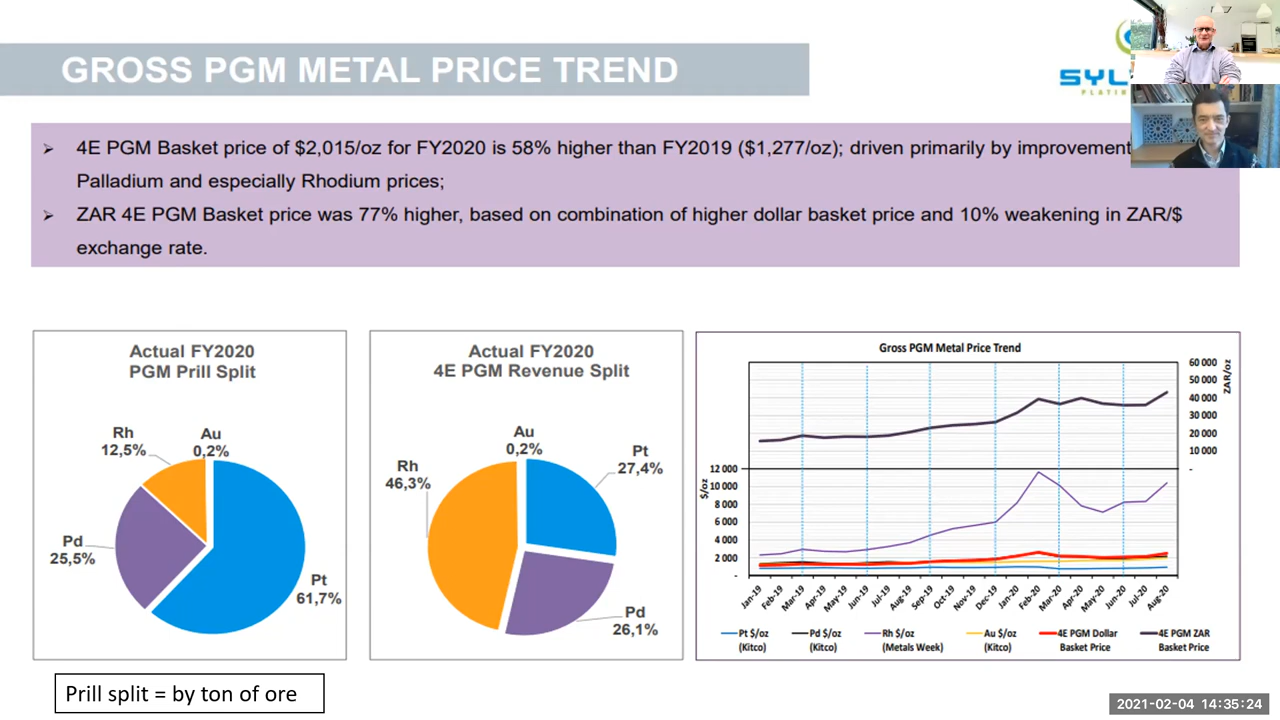 GROSS PGM METAL PRICE TREND
SYL
PLATIN
➢ 4E PGM Basket price of $2,015/oz for FY2020 is 58% higher than FY2019 ($1,277/oz); driven primarily by improvement
Palladium and especially Rhodium prices;
➢ ZAR 4E PGM Basket price was 77% higher, based on combination of higher dollar basket price and 10% weakening in ZAR/$
exchange rate.
Actual FY2020
PGM Prill Split
Au
0,2%
Rh
12,5%
Pd
25,5%
Pt
61,7%
Actual FY2020
4E PGM Revenue Split
Au
0,2%
Pt
27,4%
Rh
46,3%
Pd
26,1%
Gross PGM Metal Price Trend
60 000
50 000
40 000
30 000
20 000
10 000
-
ZAR/oz
12 000
10 000
8 000
6 000
4 000
2 000
-
$/oz
Jan-19
Feb-19
Mar-19
Apr-19
May-19
Jun-19
Jul-19
Aug-19
Sep-19
Oct-19
Nov-19
Dec-19
Jan-20
Feb-20
Mar-20
Apr-20
May-20
Jun-20
Jul-20
Aug-20
Pt $/oz
(Kitco)
Pd $/oz
(Kitco)
Rh $/oz
(Metals Week)
Au $/oz
(Kitco)
4E PGM Dollar
Basket Price
4E PGM ZAR
Basket Price
Prill split = by ton of ore
2021-02-04 14:35:24